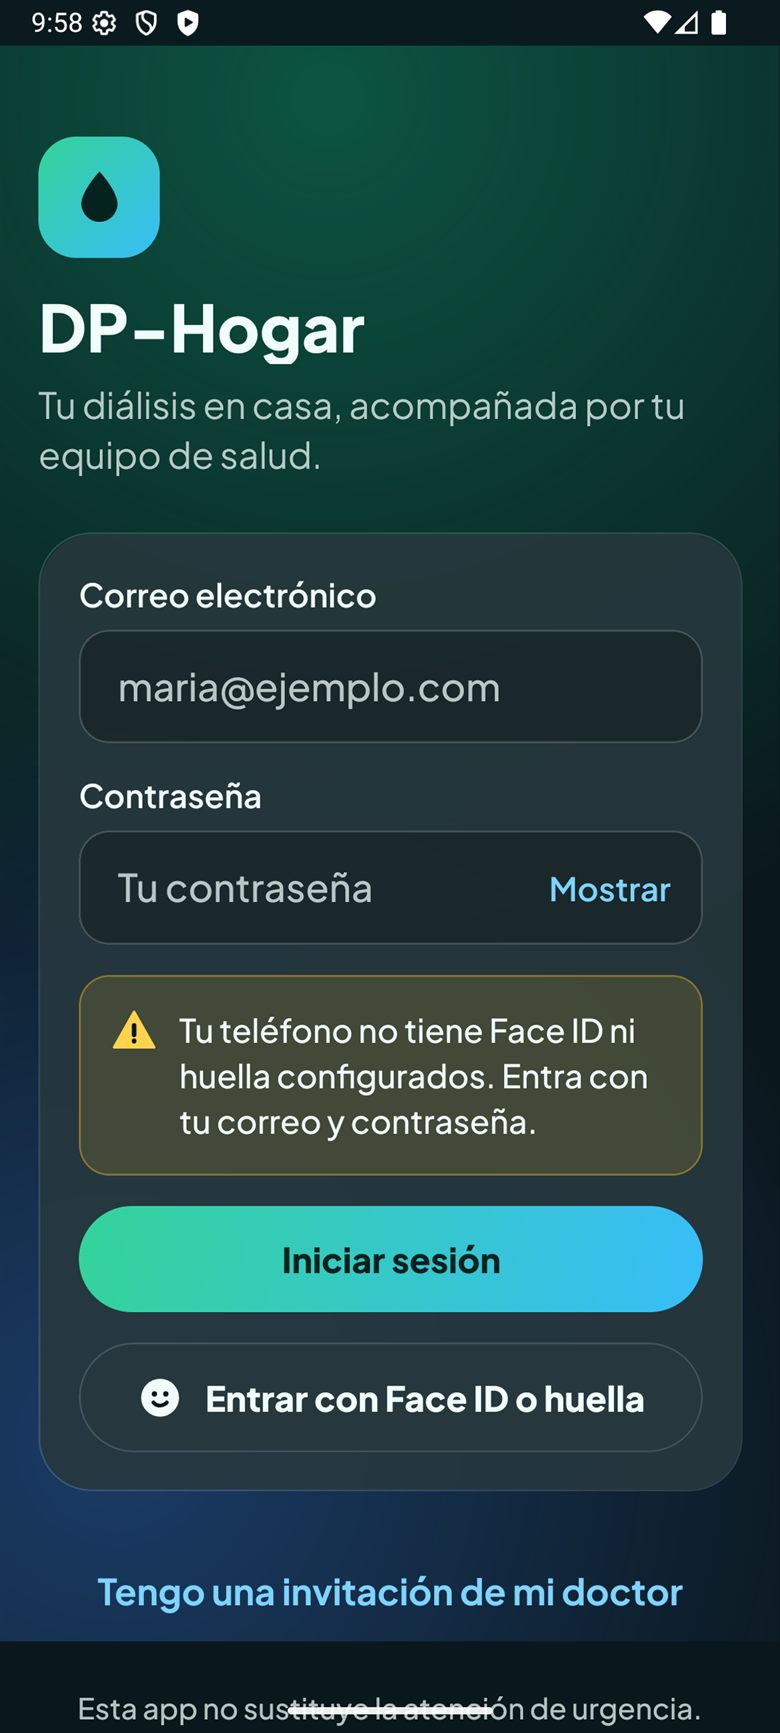 9:58
DP-Hogar
Tu diálisis en casa, acompañada por tu
equipo de salud.
Correo electrónico
maria@ejemplo.com
Contraseña
Tu contraseña Mostrar
Tu teléfono no tiene Face ID ni
huella configurados. Entra con
tu correo y contraseña.
Iniciar sesión
Entrar con Face ID o huella
Tengo una invitación de mi doctor
Esta app no sustituye la atención de urgencia.